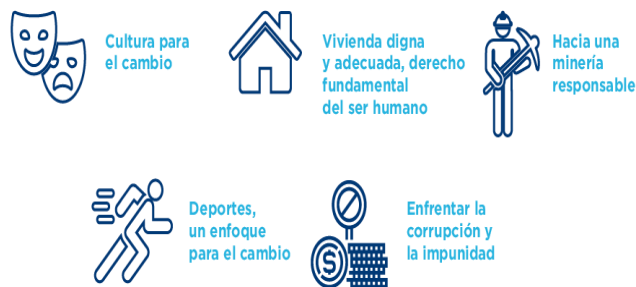 Cultura para
el cambio
Vivienda digna
y adecuada, derecho
fundamental
del ser humano
Hacia una
minería
responsable
Deportes,
un enfoque
para el cambio
$
Enfrentar la
corrupción y
la impunidad